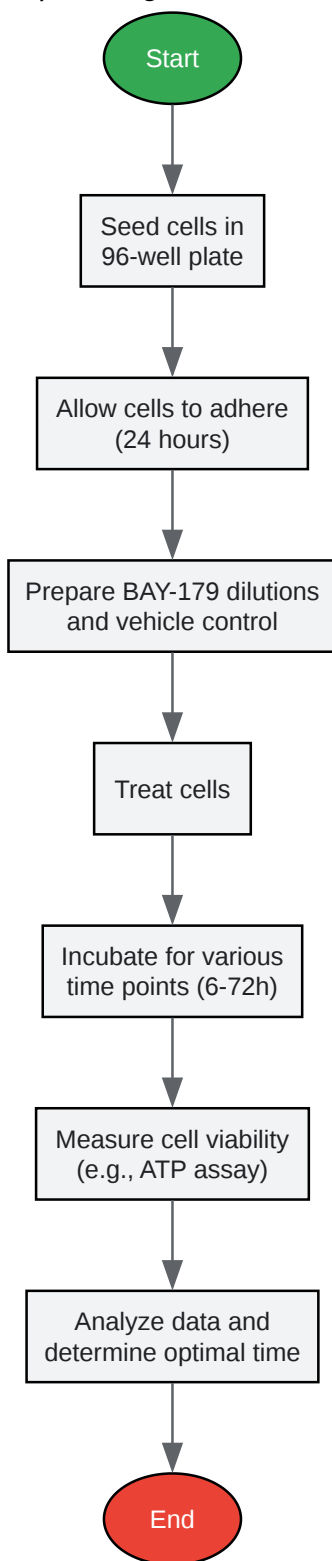 Start
Seed cells in
96-well plate
Allow cells to adhere
(24 hours)
Prepare BAY-179 dilutions
and vehicle control
Treat cells
Incubate for various
time points (6-72h)
Measure cell viability
(e.g., ATP assay)
Analyze data and
determine optimal time
End